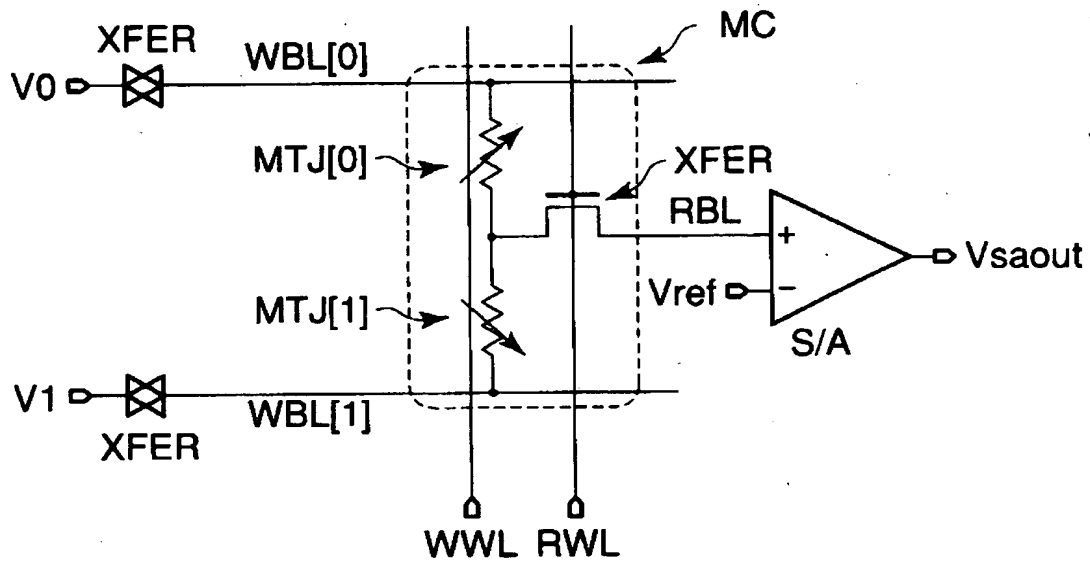 MC
XFER
WBL[0]
V0
MTJ[0]
XFER
RBL
+
Vsaout
Vref
−
MTJ[1]
S/A
V1
WBL[1]
XFER
WWL
RWL